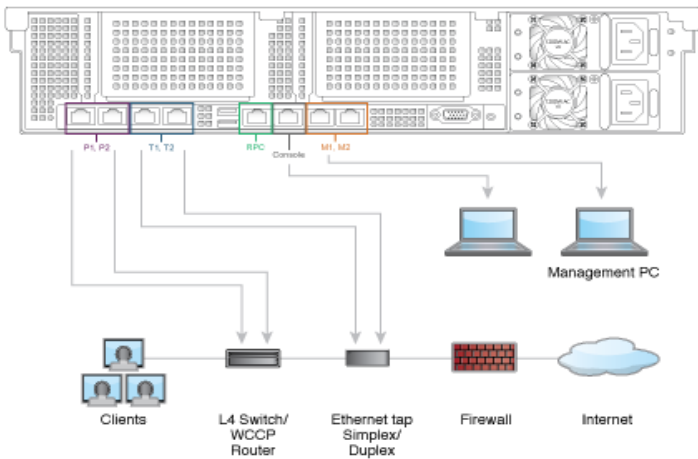 P1, P2
T1, T2
RPC
Console
M1, M2
Management PC
Clients
L4 Switch/
WCCP
Router
Ethernet tap
Simplex/
Duplex
Firewall
Internet